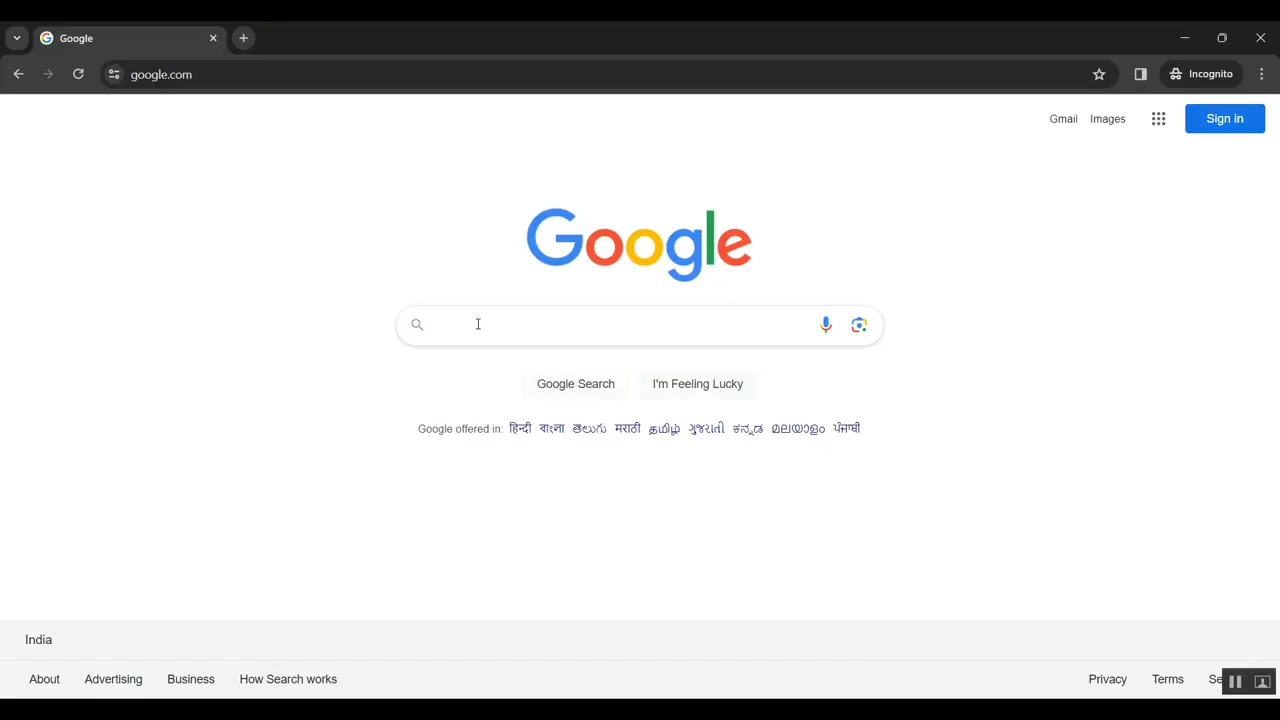 Google
google.com
Incognito
Gmail Images Sign in
Google
Google Search I'm Feeling Lucky
Google offered in: हिन्दी বাংলা తెలుగు मराठी தமிழ் ગુજરાતી ಕನ್ನಡ മലയാളം ਪੰਜਾਬੀ
India
About Advertising Business How Search works Privacy Terms Se